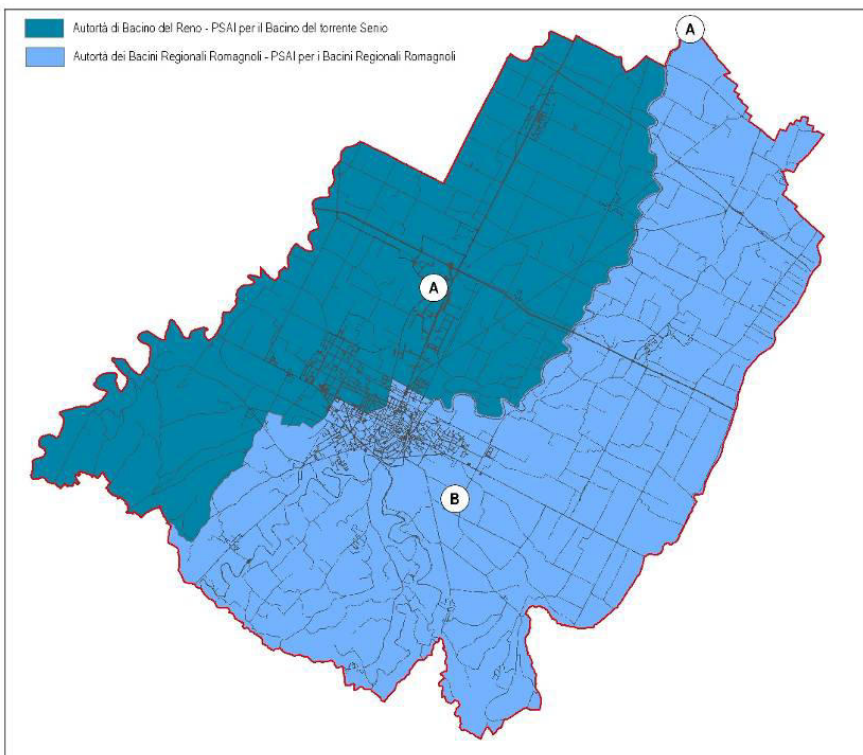 Autortà di Bacino del Reno - PSAI per il Bacino del torrente Senio
Autortà dei Bacini Regionali Romagnoli - PSAI per i Bacini Regionali Romagnoli
A
A
B